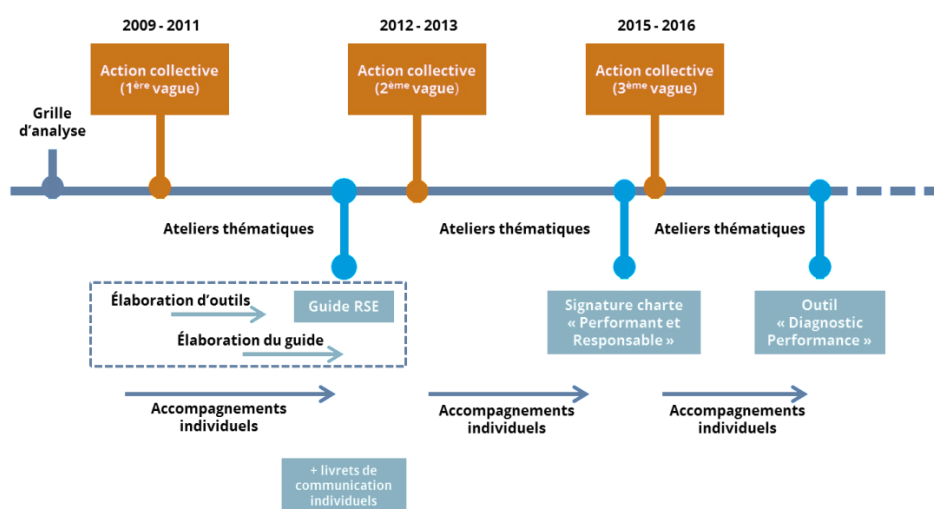 2009 - 2011
2012 - 2013
2015 - 2016
Action collective
(1ère vague)
Action collective
(2ème vague)
Action collective
(3ème vague)
Grille
d’analyse
Ateliers thématiques
Ateliers thématiques
Ateliers thématiques
Élaboration d’outils
Guide RSE
Élaboration du guide
Signature charte
« Performant et
Responsable »
Outil
« Diagnostic
Performance »
Accompagnements
individuels
Accompagnements
individuels
Accompagnements
individuels
+ livrets de
communication
individuels